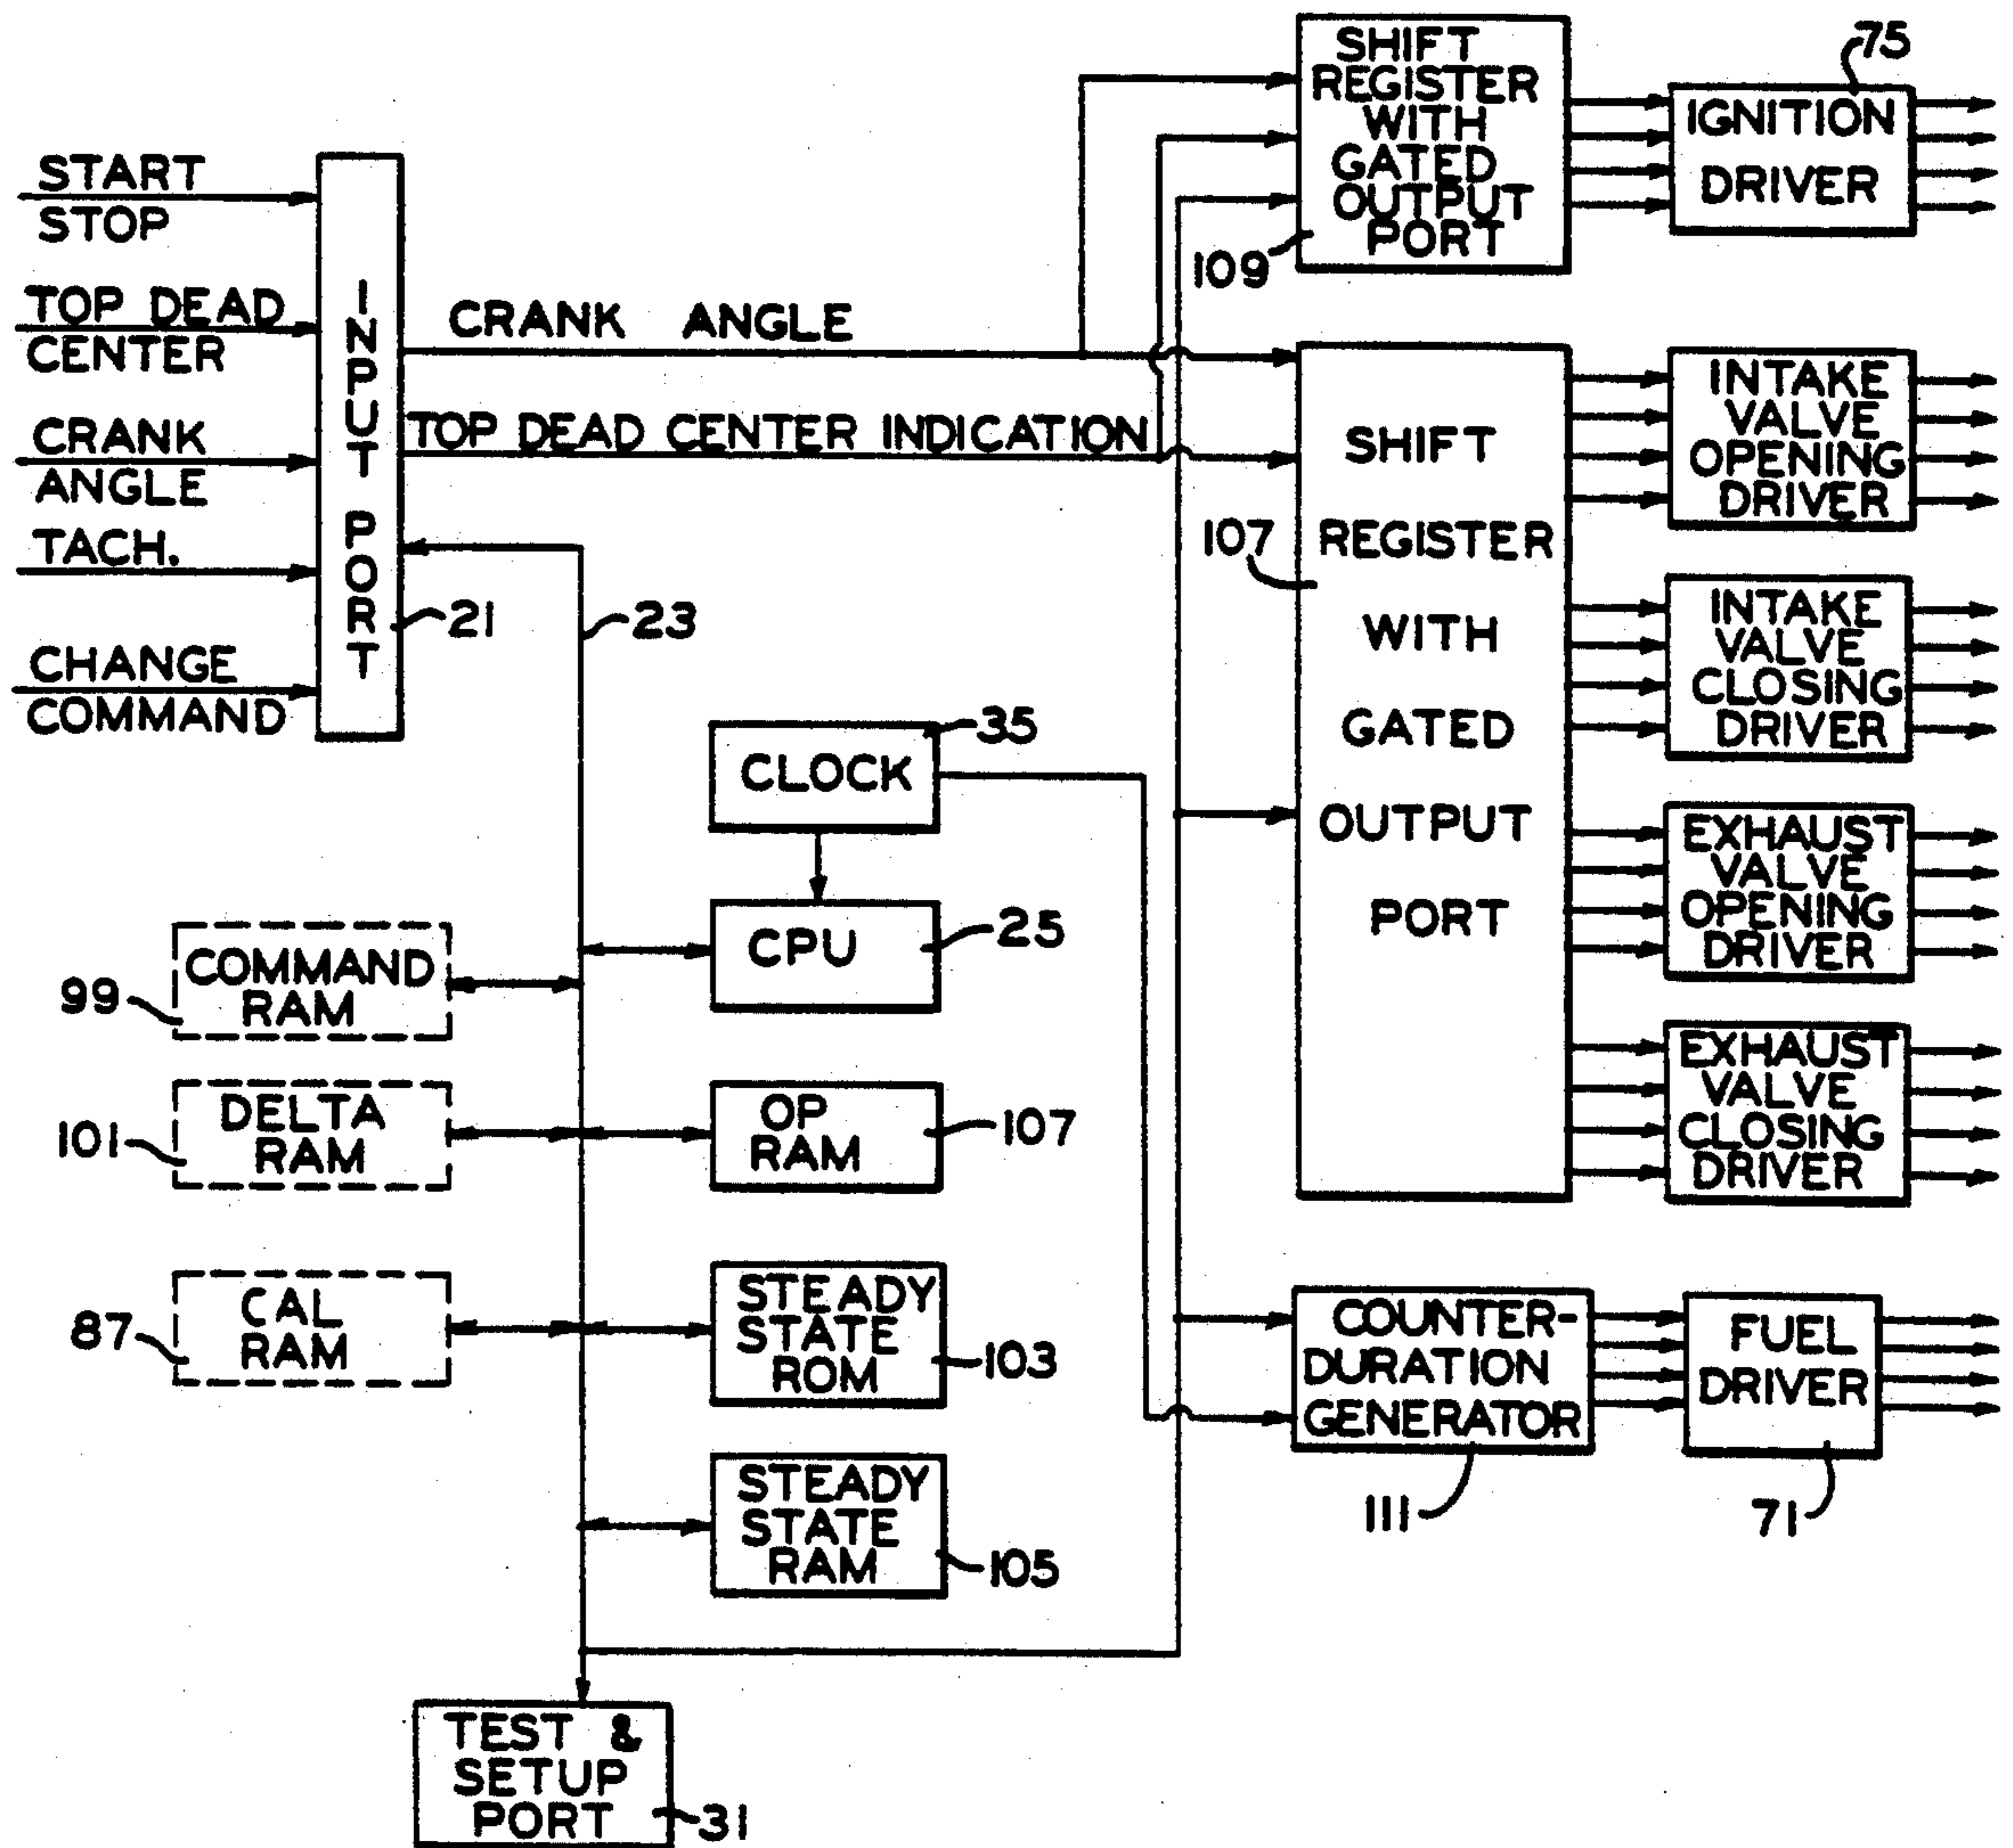 START
STOP
TOP DEAD
CENTER
CRANK
ANGLE
TACH.
CHANGE
COMMAND
INPUT PORT
21
23
CRANK ANGLE
TOP DEAD CENTER INDICATION
SHIFT
REGISTER
WITH
GATED
OUTPUT
PORT
109
IGNITION
DRIVER
75
SHIFT
REGISTER
WITH
GATED
OUTPUT
PORT
107
INTAKE
VALVE
OPENING
DRIVER
INTAKE
VALVE
CLOSING
DRIVER
EXHAUST
VALVE
OPENING
DRIVER
EXHAUST
VALVE
CLOSING
DRIVER
CLOCK
35
CPU
25
COMMAND
RAM
99
DELTA
RAM
101
OP
RAM
107
CAL
RAM
87
STEADY
STATE
ROM
103
STEADY
STATE
RAM
105
COUNTER-
DURATION
GENERATOR
111
FUEL
DRIVER
71
TEST &
SETUP
PORT
31